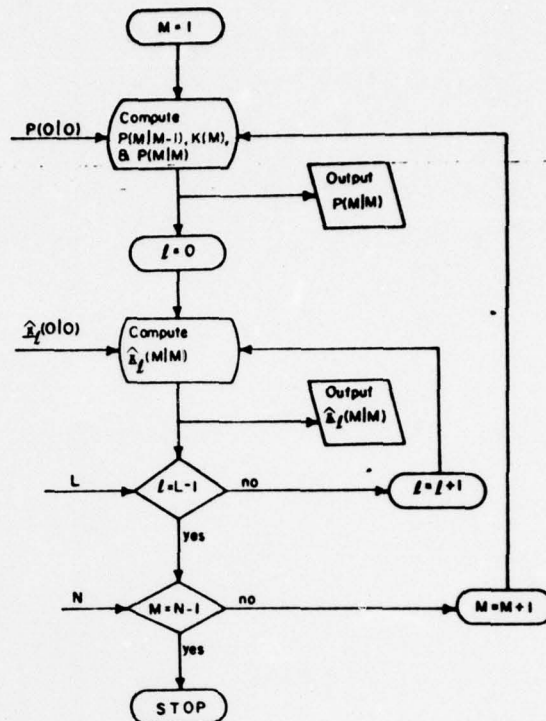 M = 1
P(0|0)
Compute
P(M|M-1), K(M),
& P(M|M)
Output
P(M|M)
ℓ = 0
x̂ℓ(0|0)
Compute
x̂ℓ(M|M)
Output
x̂ℓ(M|M)
L
ℓ = L-1
no
ℓ = ℓ+1
yes
N
M = N-1
no
M = M+1
yes
STOP